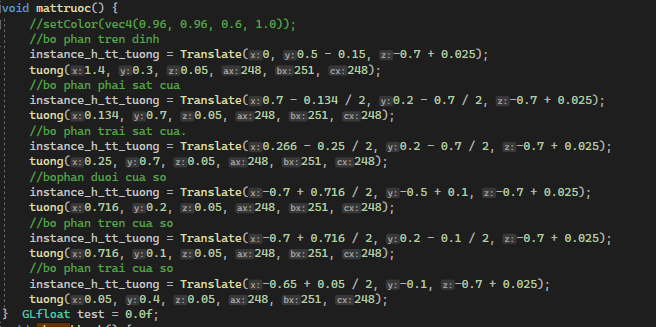 void mattruoc() {
//setColor(vec4(0.96, 0.96, 0.6, 1.0));
//bo phan tren dinh
instance_h_tt_tuong = Translate(x:0, y:0.5 - 0.15, z:-0.7 + 0.025);
tuong(x:1.4, y:0.3, z:0.05, ax:248, bx:251, cx:248);
//bo phan phai sat cua
instance_h_tt_tuong = Translate(x:0.7 - 0.134 / 2, y:0.2 - 0.7 / 2, z:-0.7 + 0.025);
tuong(x:0.134, y:0.7, z:0.05, ax:248, bx:251, cx:248);
//bo phan trai sat cua.
instance_h_tt_tuong = Translate(x:0.266 - 0.25 / 2, y:0.2 - 0.7 / 2, z:-0.7 + 0.025);
tuong(x:0.25, y:0.7, z:0.05, ax:248, bx:251, cx:248);
//bophan duoi cua so
instance_h_tt_tuong = Translate(x:-0.7 + 0.716 / 2, y:-0.5 + 0.1, z:-0.7 + 0.025);
tuong(x:0.716, y:0.2, z:0.05, ax:248, bx:251, cx:248);
//bo phan tren cua so
instance_h_tt_tuong = Translate(x:-0.7 + 0.716 / 2, y:0.2 - 0.1 / 2, z:-0.7 + 0.025);
tuong(x:0.716, y:0.1, z:0.05, ax:248, bx:251, cx:248);
//bo phan trai cua so
instance_h_tt_tuong = Translate(x:-0.65 + 0.05 / 2, y:-0.1, z:-0.7 + 0.025);
tuong(x:0.05, y:0.4, z:0.05, ax:248, bx:251, cx:248);
} GLfloat test = 0.0f;